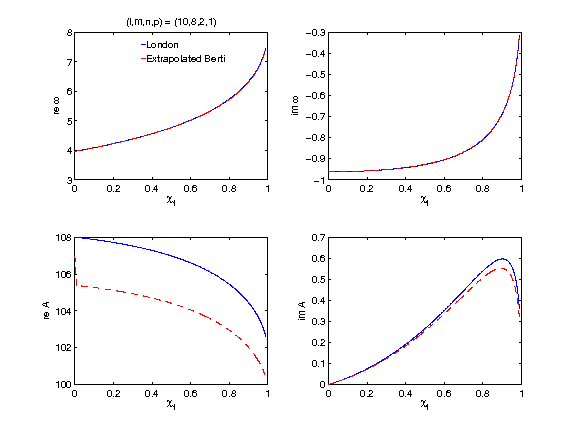 (l,m,n,p) = (10,8,2,1)
London
Extrapolated Berti
8
7
6
5
4
3
re ω
0 0.2 0.4 0.6 0.8 1
χf
−0.3
−0.4
−0.5
−0.6
−0.7
−0.8
−0.9
−1
im ω
0 0.2 0.4 0.6 0.8 1
χf
108
106
104
102
100
re A
0 0.2 0.4 0.6 0.8 1
χf
0.7
0.6
0.5
0.4
0.3
0.2
0.1
0
im A
0 0.2 0.4 0.6 0.8 1
χf